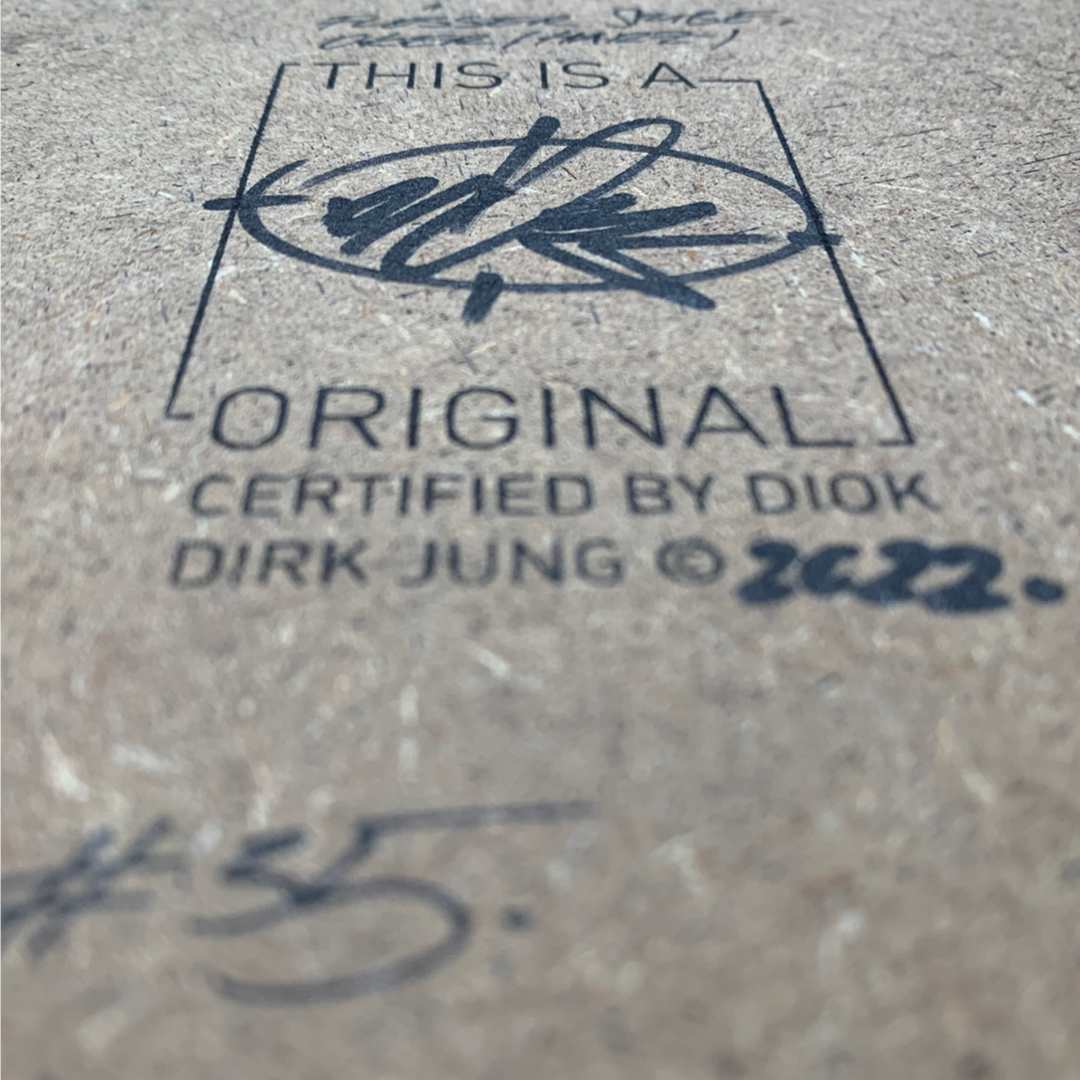 THIS IS A
ORIGINAL
CERTIFIED BY DIOK
DIRK JUNG © 2022.
#35.